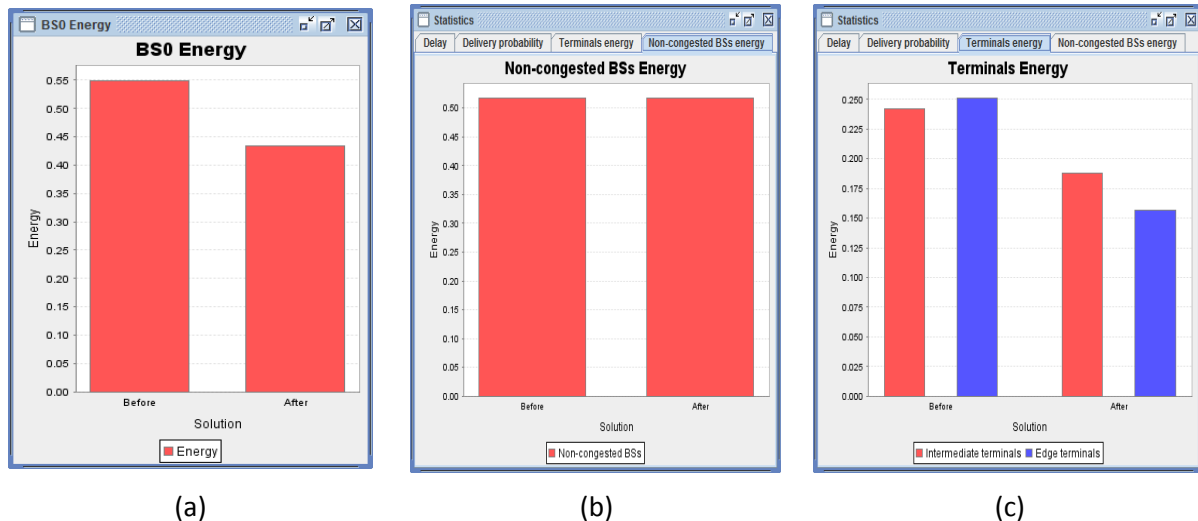 BS0 Energy
BS0 Energy
0.55
0.50
0.45
0.40
0.35
0.30
0.25
0.20
0.15
0.10
0.05
0.00
Energy
Before After
Solution
Energy
(a)
Statistics
Delay Delivery probability Terminals energy Non-congested BSs energy
Non-congested BSs Energy
0.50
0.45
0.40
0.35
0.30
0.25
0.20
0.15
0.10
0.05
0.00
Energy
Before After
Solution
Non-congested BSs
(b)
Statistics
Delay Delivery probability Terminals energy Non-congested BSs energy
Terminals Energy
0.250
0.225
0.200
0.175
0.150
0.125
0.100
0.075
0.050
0.025
0.000
Energy
Before After
Solution
Intermediate terminals Edge terminals
(c)